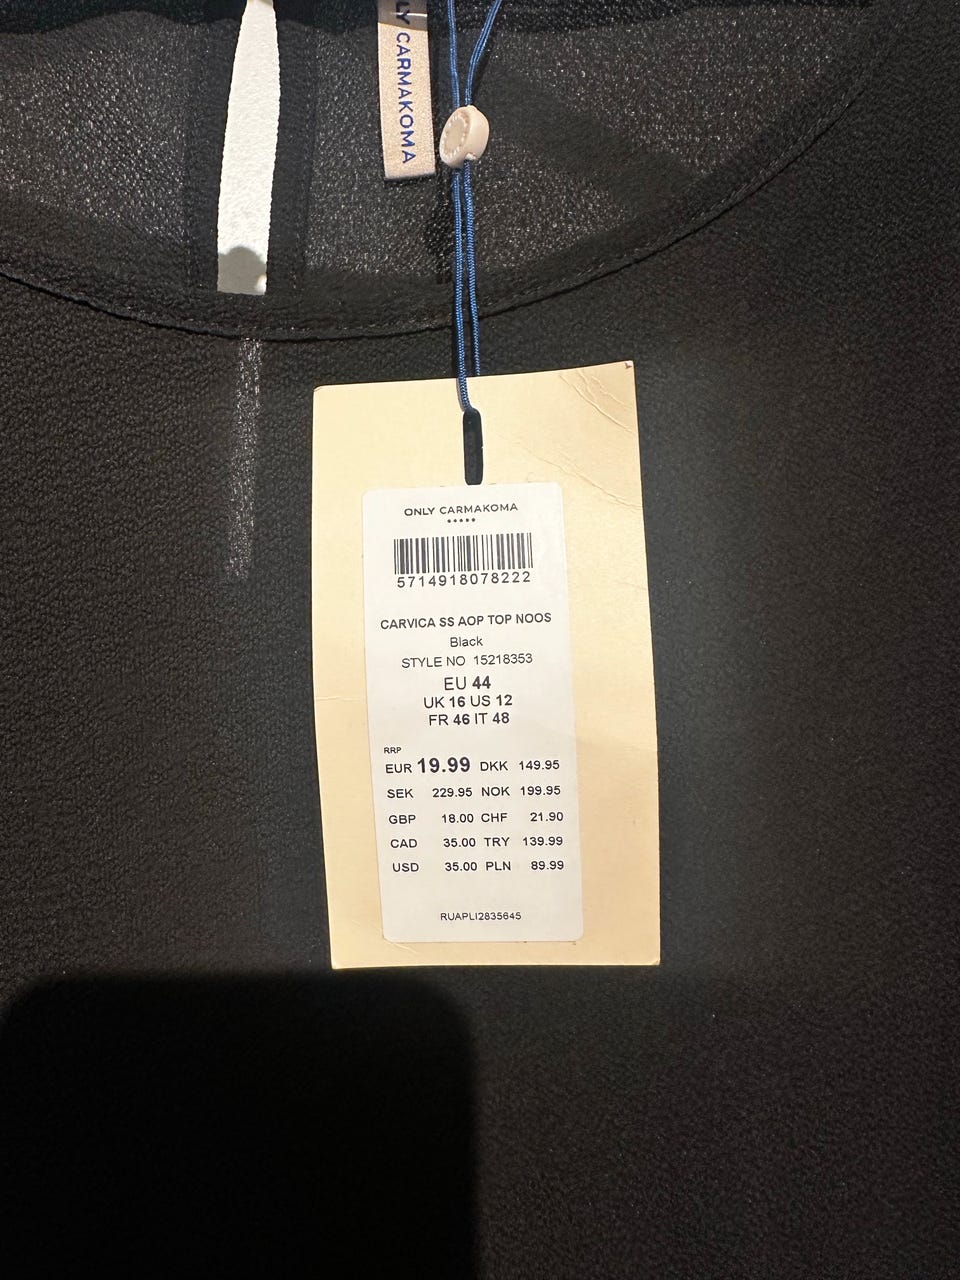 LY CARMAKOMA
ONLY CARMAKOMA
5714918078222
CARVICA SS AOP TOP NOOS
Black
STYLE NO 15218353
EU 44
UK 16 US 12
FR 46 IT 48
RRP
EUR 19.99 DKK 149.95
SEK 229.95 NOK 199.95
GBP 18.00 CHF 21.90
CAD 35.00 TRY 139.99
USD 35.00 PLN 89.99
RUAPLI2835645